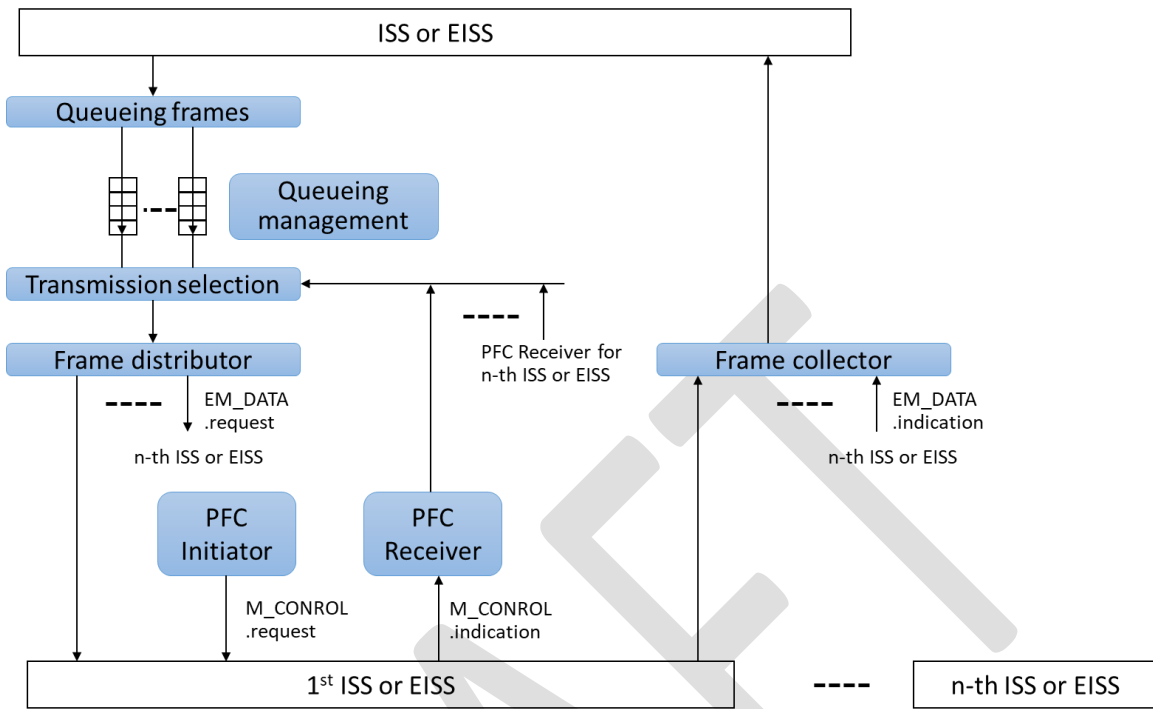 ISS or EISS
Queueing frames
Queueing
management
Transmission selection
PFC Receiver for
n-th ISS or EISS
Frame distributor
Frame collector
EM_DATA
.request
n-th ISS or EISS
EM_DATA
.indication
n-th ISS or EISS
PFC
Initiator
PFC
Receiver
M_CONROL
.request
M_CONROL
.indication
1st ISS or EISS
n-th ISS or EISS